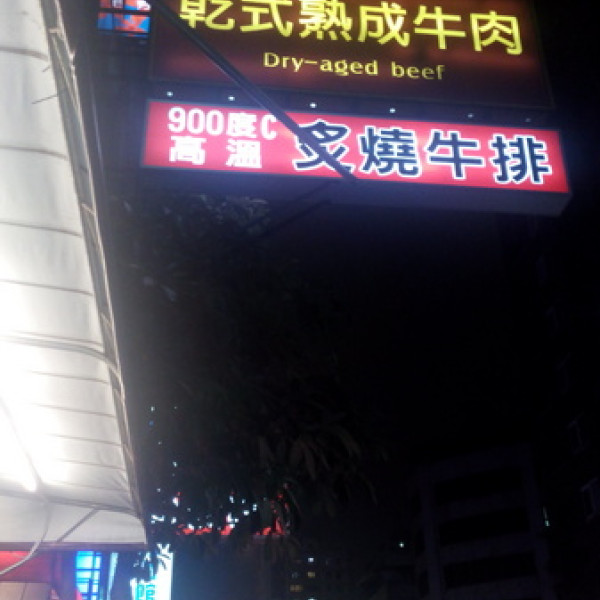 乾式熟成牛肉
Dry-aged beef
900度C
高溫
炙燒牛排